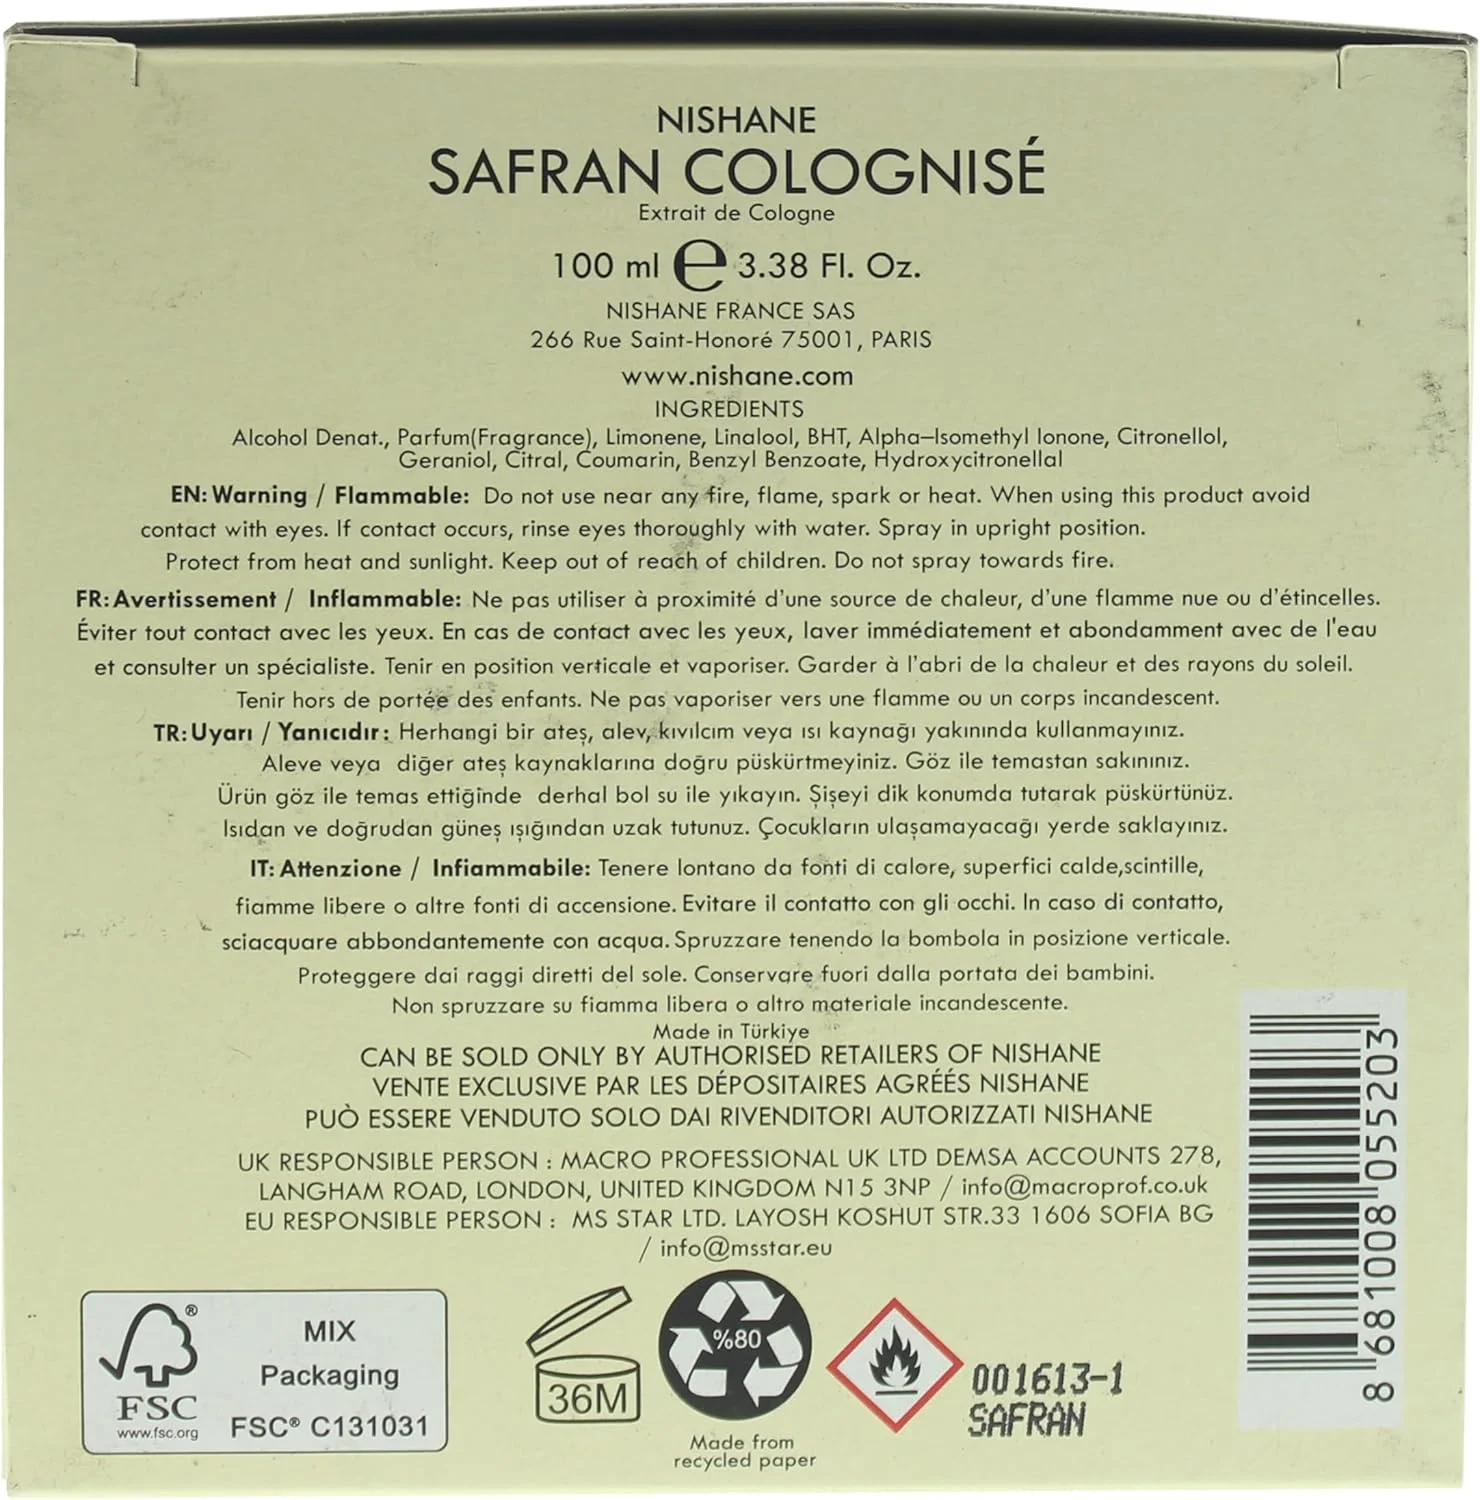 NISHANE
SAFRAN COLOGNISÉ
Extrait de Cologne
100 ml ℮ 3.38 Fl. Oz.
NISHANE FRANCE SAS
266 Rue Saint-Honoré 75001, PARIS
www.nishane.com
INGREDIENTS
Alcohol Denat., Parfum(Fragrance), Limonene, Linalool, BHT, Alpha–Isomethyl Ionone, Citronellol,
Geraniol, Citral, Coumarin, Benzyl Benzoate, Hydroxycitronellal
EN: Warning / Flammable: Do not use near any fire, flame, spark or heat. When using this product avoid
contact with eyes. If contact occurs, rinse eyes thoroughly with water. Spray in upright position.
Protect from heat and sunlight. Keep out of reach of children. Do not spray towards fire.
FR: Avertissement / Inflammable: Ne pas utiliser à proximité d'une source de chaleur, d'une flamme nue ou d'étincelles.
Éviter tout contact avec les yeux. En cas de contact avec les yeux, laver immédiatement et abondamment avec de l'eau
et consulter un spécialiste. Tenir en position verticale et vaporiser. Garder à l'abri de la chaleur et des rayons du soleil.
Tenir hors de portée des enfants. Ne pas vaporiser vers une flamme ou un corps incandescent.
TR: Uyarı / Yanıcıdır: Herhangi bir ateş, alev, kıvılcım veya ısı kaynağı yakınında kullanmayınız.
Aleve veya diğer ateş kaynaklarına doğru püskürtmeyiniz. Göz ile temastan sakınınız.
Ürün göz ile temas ettiğinde derhal bol su ile yıkayın. Şişeyi dik konumda tutarak püskürtünüz.
Isıdan ve doğrudan güneş ışığından uzak tutunuz. Çocukların ulaşamayacağı yerde saklayınız.
IT: Attenzione / Infiammabile: Tenere lontano da fonti di calore, superfici calde,scintille,
fiamme libere o altre fonti di accensione. Evitare il contatto con gli occhi. In caso di contatto,
sciacquare abbondantemente con acqua. Spruzzare tenendo la bombola in posizione verticale.
Proteggere dai raggi diretti del sole. Conservare fuori dalla portata dei bambini.
Non spruzzare su fiamma libera o altro materiale incandescente.
Made in Türkiye
CAN BE SOLD ONLY BY AUTHORISED RETAILERS OF NISHANE
VENTE EXCLUSIVE PAR LES DÉPOSITAIRES AGRÉÉS NISHANE
PUÒ ESSERE VENDUTO SOLO DAI RIVENDITORI AUTORIZZATI NISHANE
UK RESPONSIBLE PERSON : MACRO PROFESSIONAL UK LTD DEMSA ACCOUNTS 278,
LANGHAM ROAD, LONDON, UNITED KINGDOM N15 3NP / info@macroprof.co.uk
EU RESPONSIBLE PERSON : MS STAR LTD. LAYOSH KOSHUT STR.33 1606 SOFIA BG
/ info@msstar.eu
8 681008 055203
®
FSC
www.fsc.org
MIX
Packaging
FSC® C131031
36M
%80
Made from
recycled paper
001613-1
SAFRAN